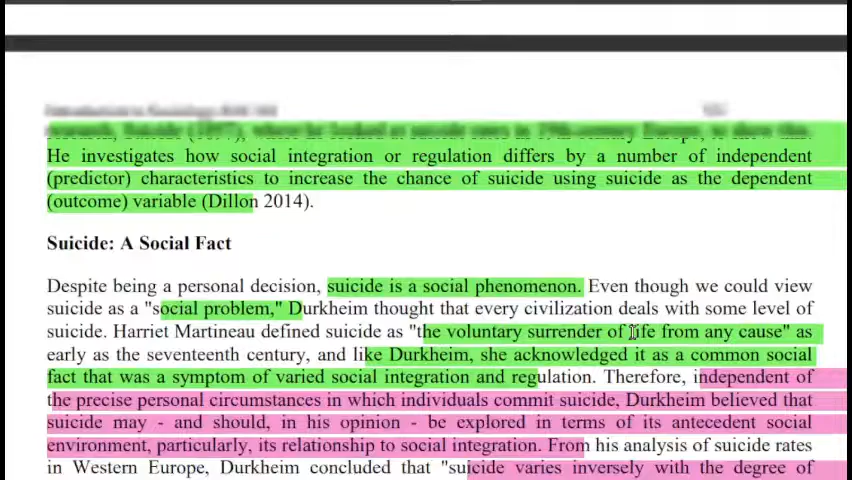 He investigates how social integration or regulation differs by a number of independent
(predictor) characteristics to increase the chance of suicide using suicide as the dependent
(outcome) variable (Dillon 2014).
Suicide: A Social Fact
Despite being a personal decision, suicide is a social phenomenon. Even though we could view
suicide as a "social problem," Durkheim thought that every civilization deals with some level of
suicide. Harriet Martineau defined suicide as "the voluntary surrender of life from any cause" as
early as the seventeenth century, and like Durkheim, she acknowledged it as a common social
fact that was a symptom of varied social integration and regulation. Therefore, independent of
the precise personal circumstances in which individuals commit suicide, Durkheim believed that
suicide may - and should, in his opinion - be explored in terms of its antecedent social
environment, particularly, its relationship to social integration. From his analysis of suicide rates
in Western Europe, Durkheim concluded that "suicide varies inversely with the degree of